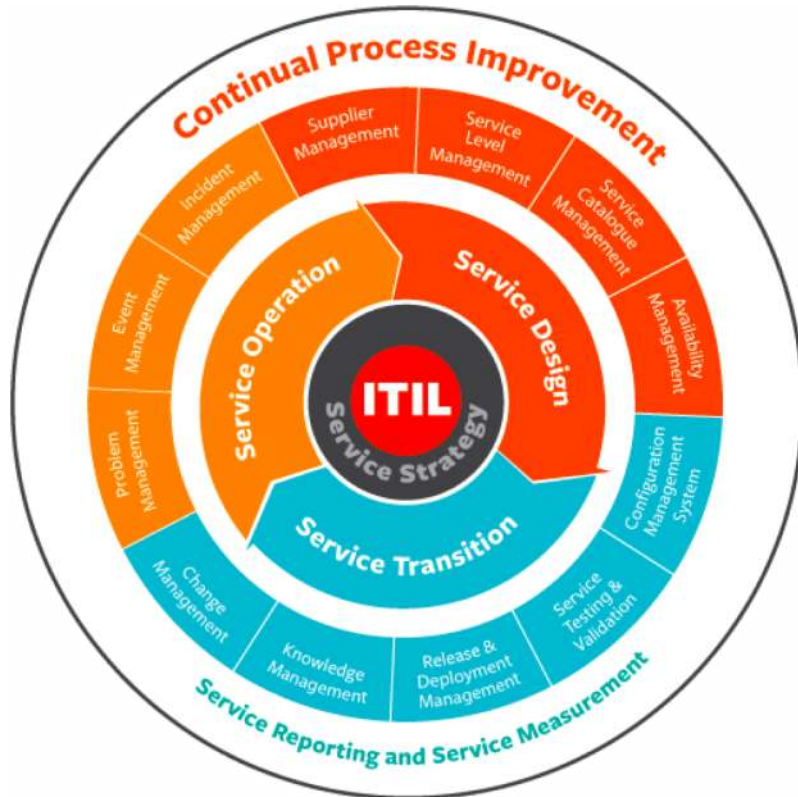 Continual Process Improvement
Supplier
Management
Service
Level
Management
Service
Catalogue
Management
Availability
Management
Configuration
Management
System
Service
Testing &
Validation
Release &
Deployment
Management
Knowledge
Management
Change
Management
Problem
Management
Event
Management
Incident
Management
Service Operation
Service Design
Service Transition
ITIL
Service Strategy
Service Reporting and Service Measurement